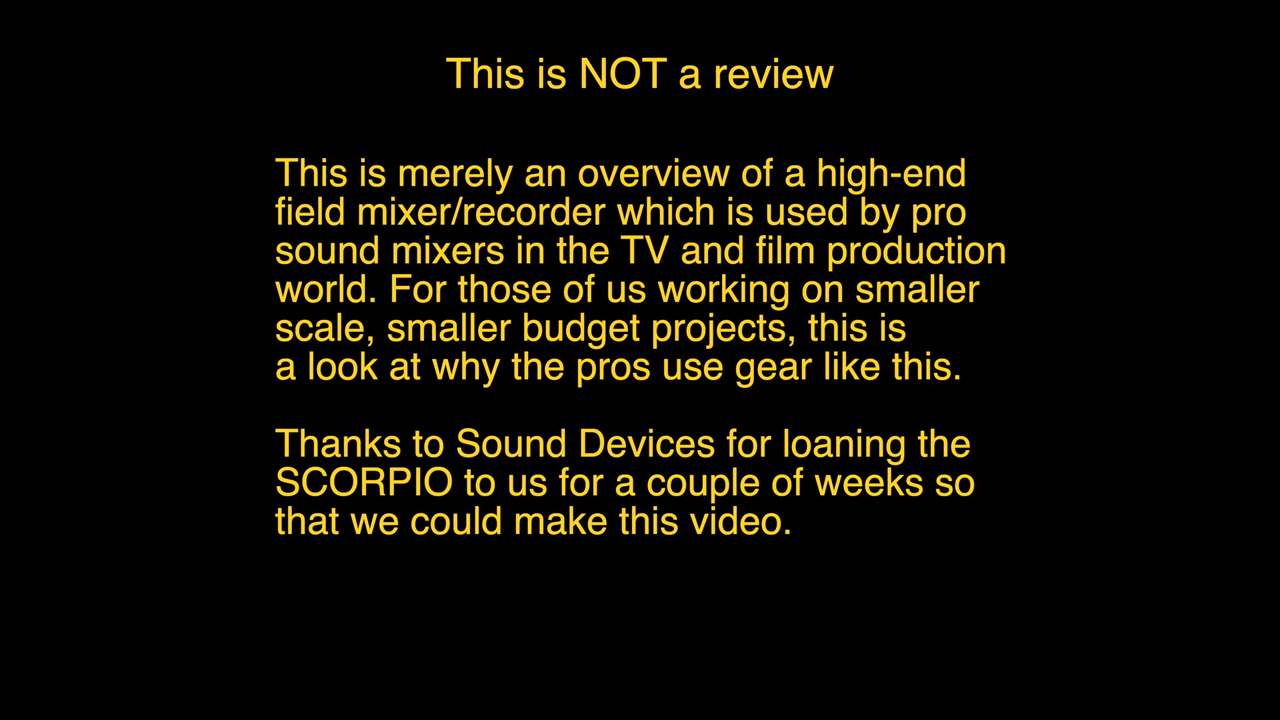 This is NOT a review
This is merely an overview of a high-end
field mixer/recorder which is used by pro
sound mixers in the TV and film production
world. For those of us working on smaller
scale, smaller budget projects, this is
a look at why the pros use gear like this.
Thanks to Sound Devices for loaning the
SCORPIO to us for a couple of weeks so
that we could make this video.